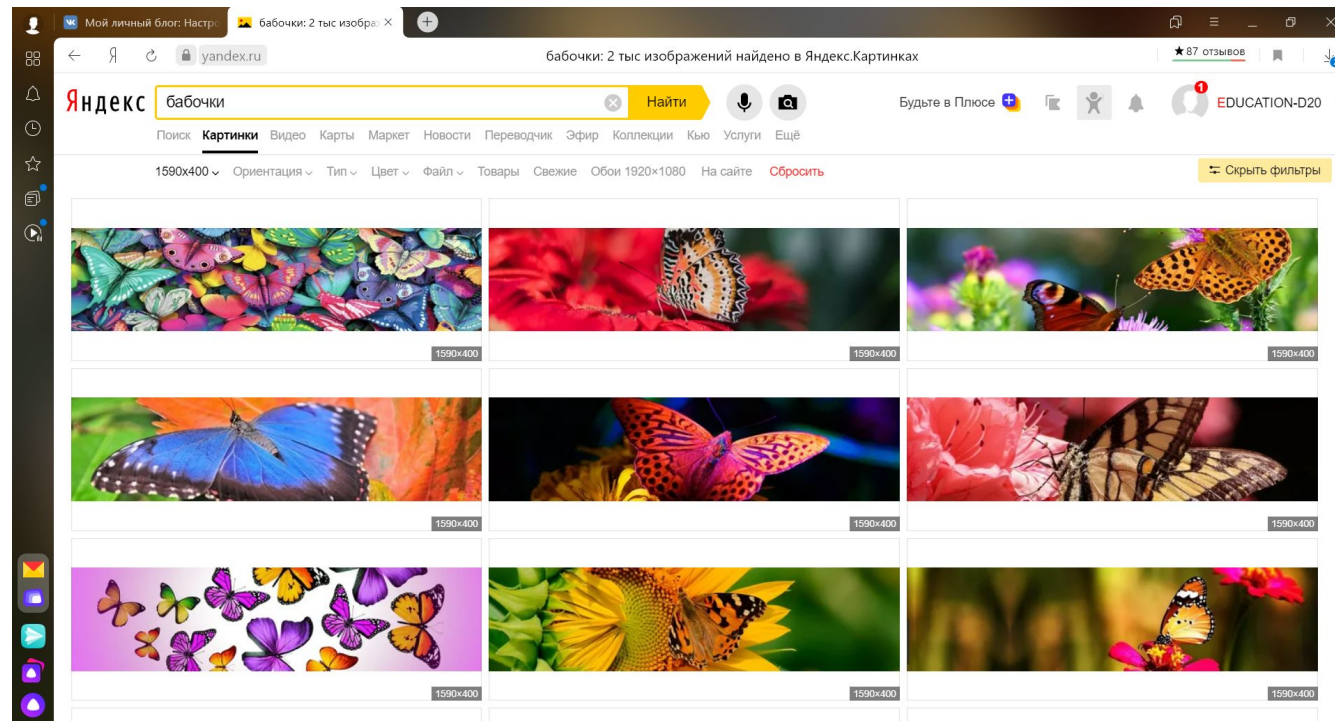 Мой личный блог: Настро
бабочки: 2 тыс изобра
yandex.ru
бабочки: 2 тыс изображений найдено в Яндекс.Картинках
★87 отзывов
Яндекс
бабочки
Найти
Будьте в Плюсе
1
EDUCATION-D20
Поиск Картинки Видео Карты Маркет Новости Переводчик Эфир Коллекции Кью Услуги Ещё
1590x400 Ориентация Тип Цвет Файл Товары Свежие Обои 1920×1080 На сайте Сбросить
Скрыть фильтры
1590×400
1590×400
1590×400
1590×400
1590×400
1590×400
1590×400
1590×400
1590×400